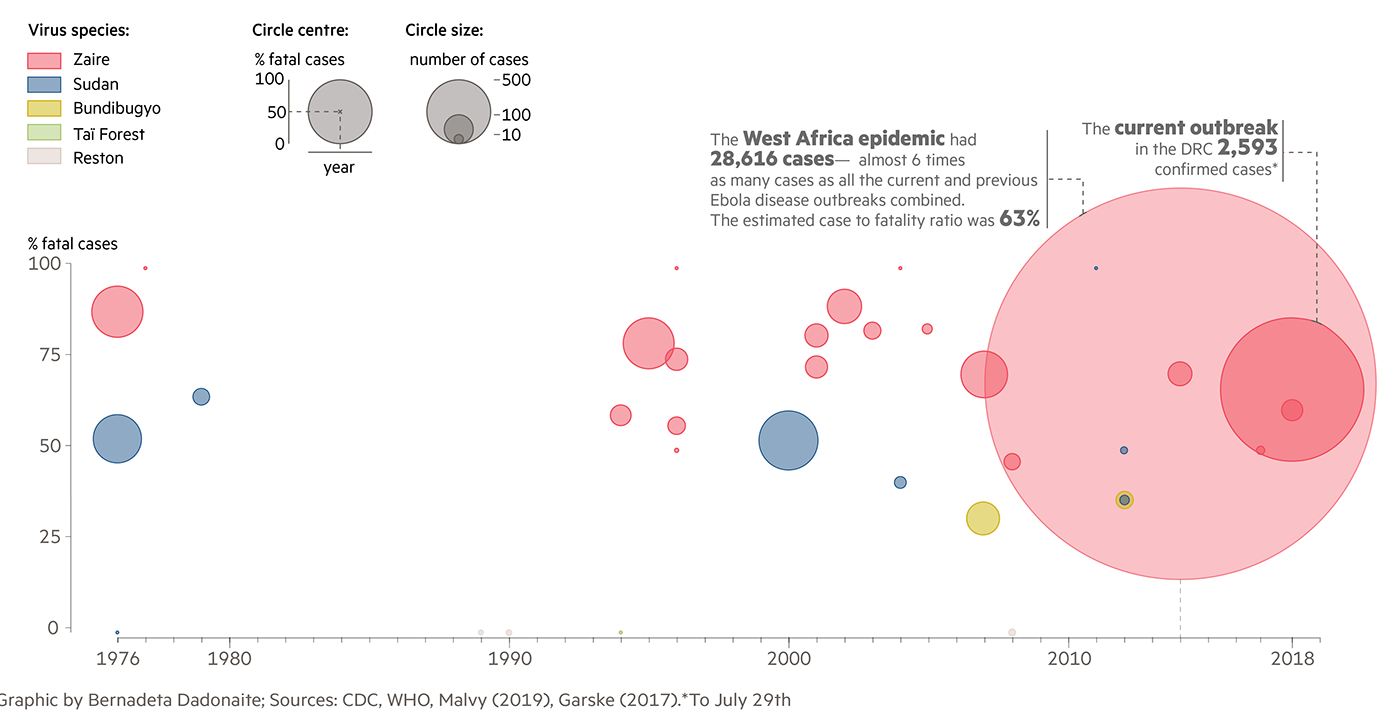 Virus species:
Zaire
Sudan
Bundibugyo
Taï Forest
Reston
Circle centre:
% fatal cases
100
50
0
year
Circle size:
number of cases
500
100
10
The West Africa epidemic had
28,616 cases— almost 6 times
as many cases as all the current and previous
Ebola disease outbreaks combined.
The estimated case to fatality ratio was 63%
The current outbreak
in the DRC 2,593
confirmed cases*
% fatal cases
100
75
50
25
0
1976 1980 1990 2000 2010 2018
Graphic by Bernadeta Dadonaite; Sources: CDC, WHO, Malvy (2019), Garske (2017).*To July 29th